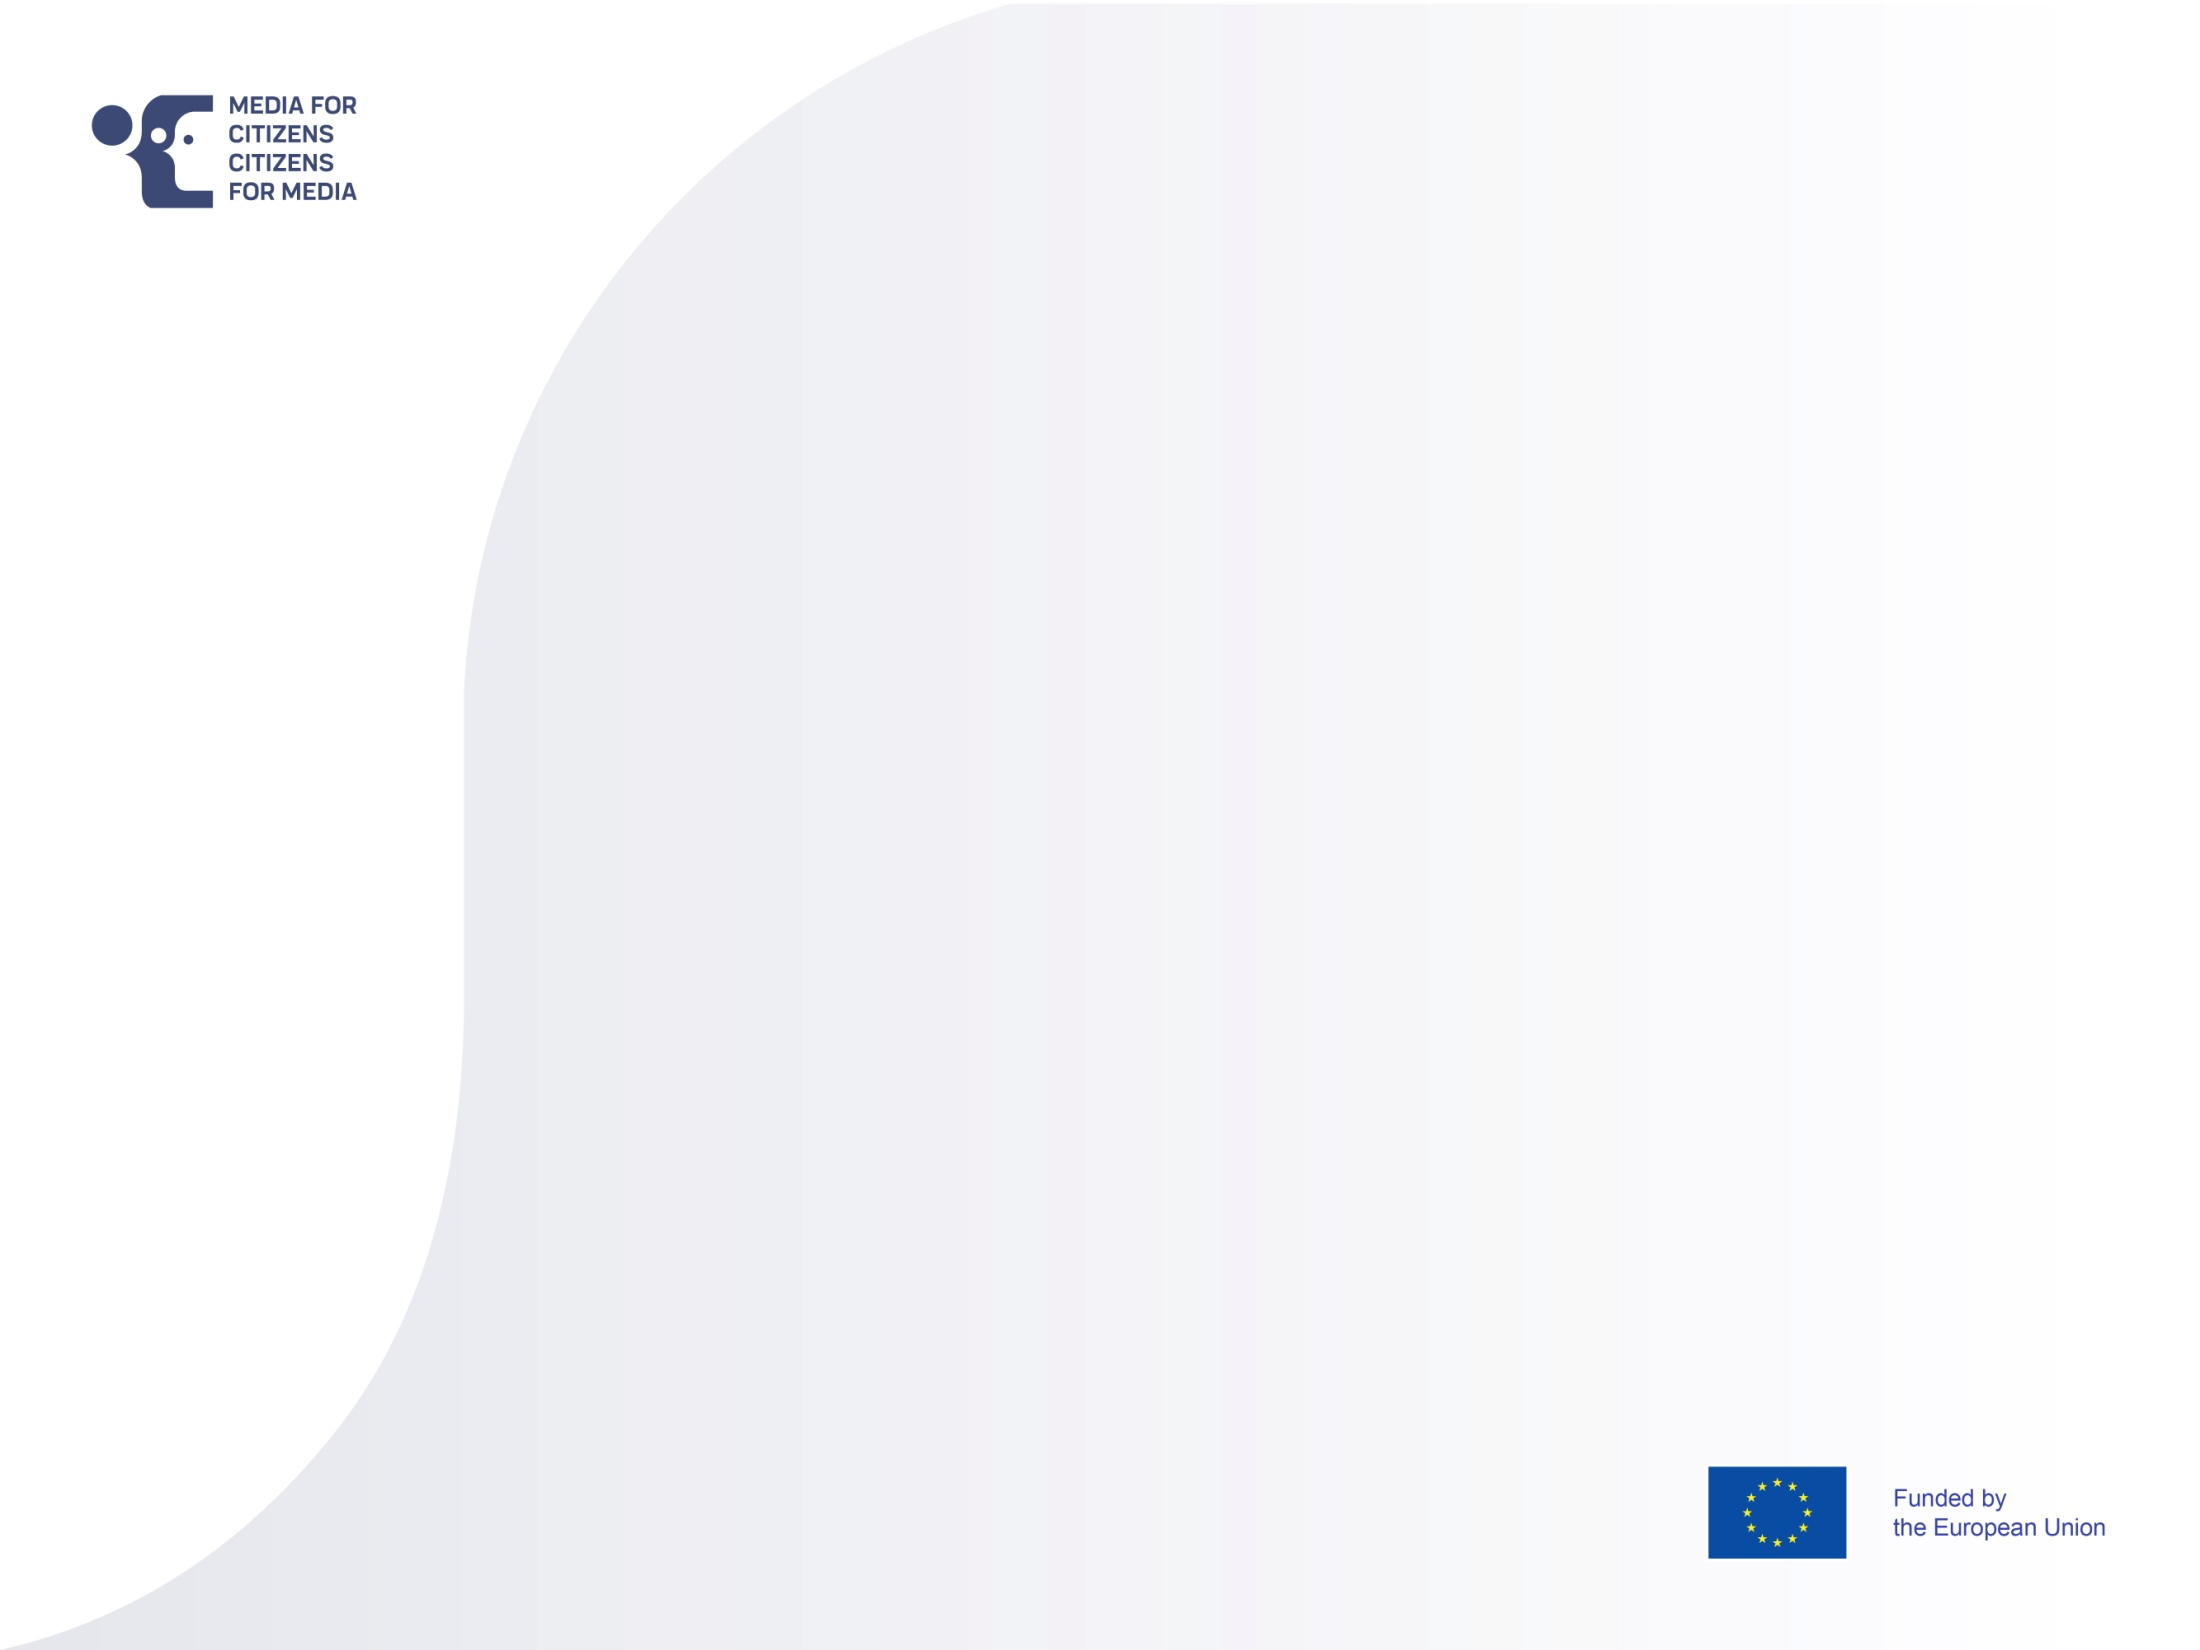 MEDIA FOR
CITIZENS
CITIZENS
FOR MEDIA
Funded by
the European Union